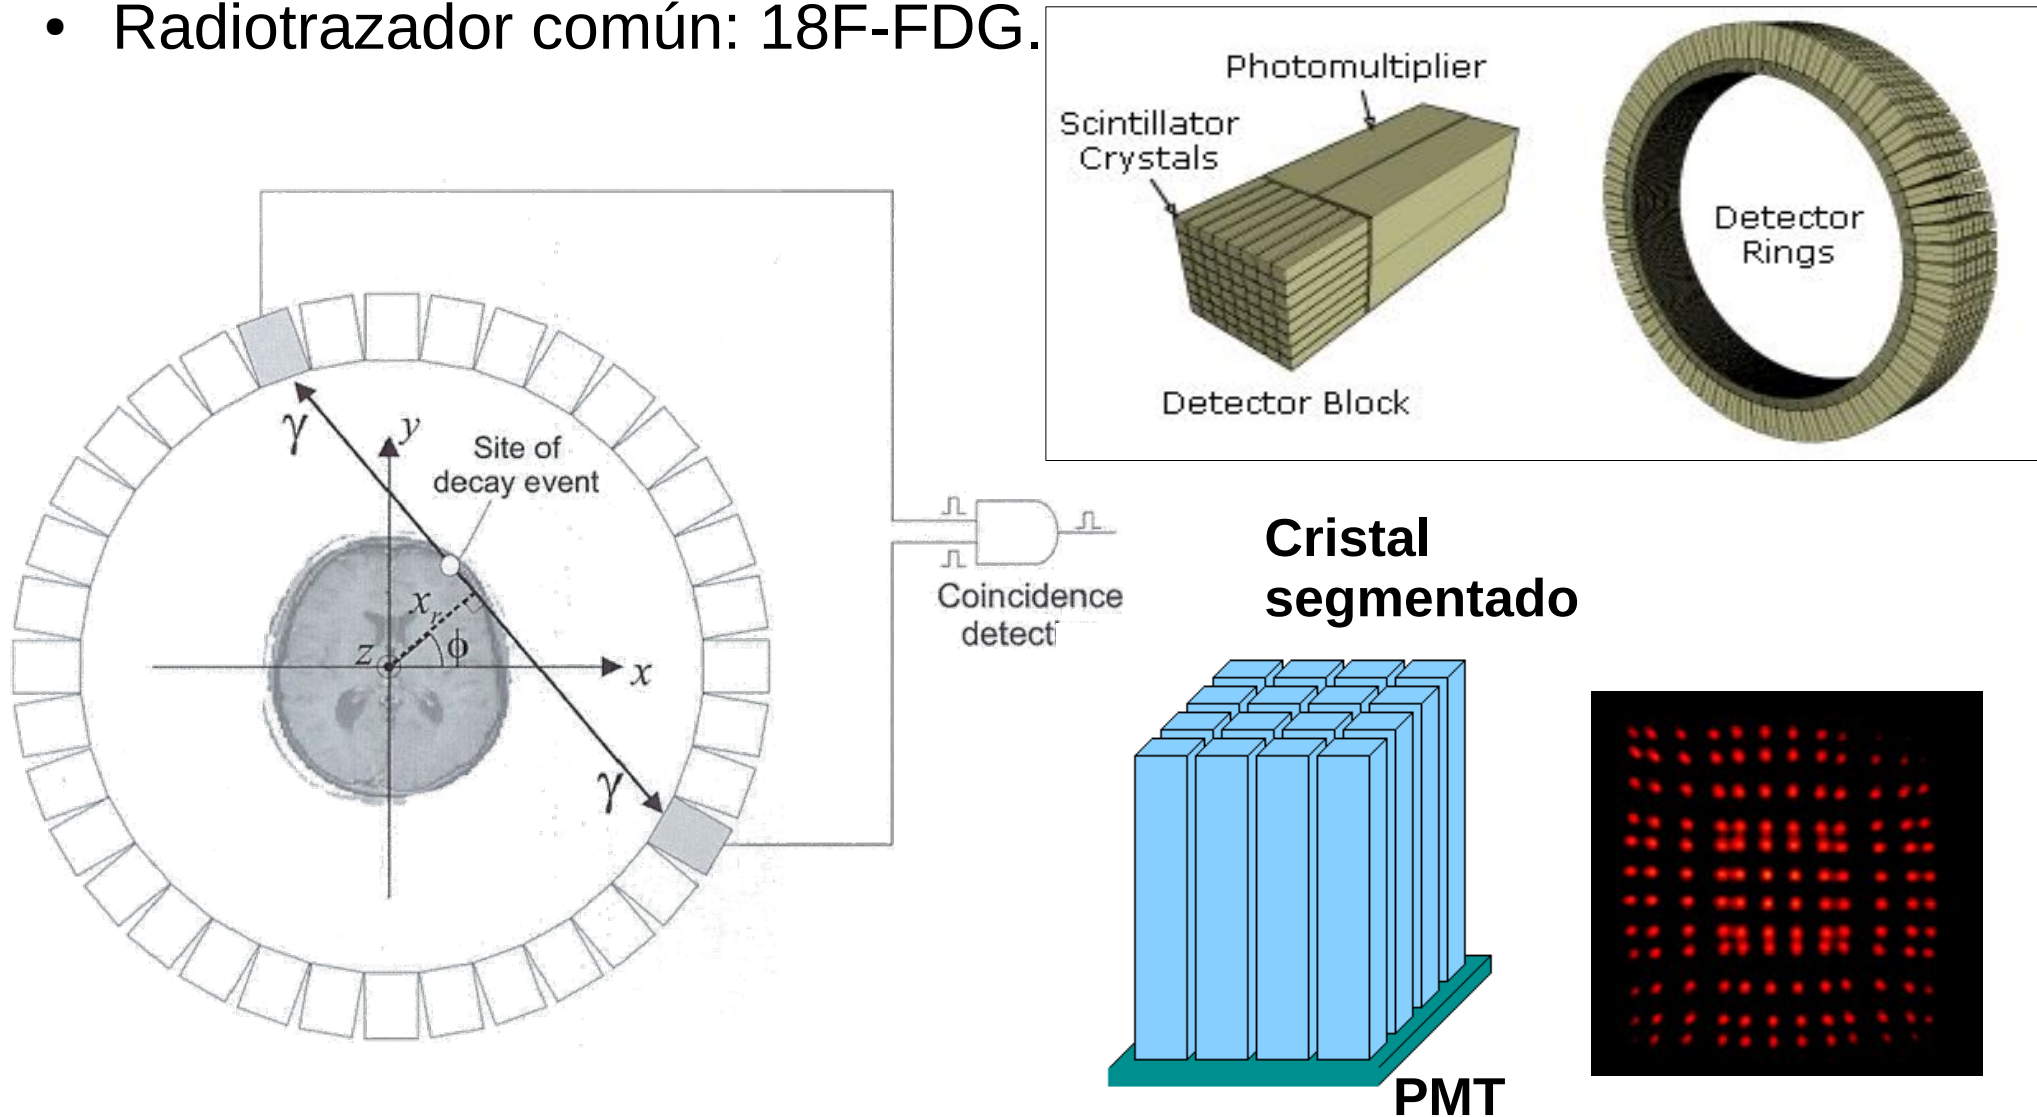 • Radiotrazador común: 18F-FDG.
Photomultiplier
Scintillator
Crystals
Detector
Rings
Detector Block
γ
y
Site of
decay event
x_r
z
ϕ
x
γ
Coincidence
detecti
Cristal
segmentado
PMT